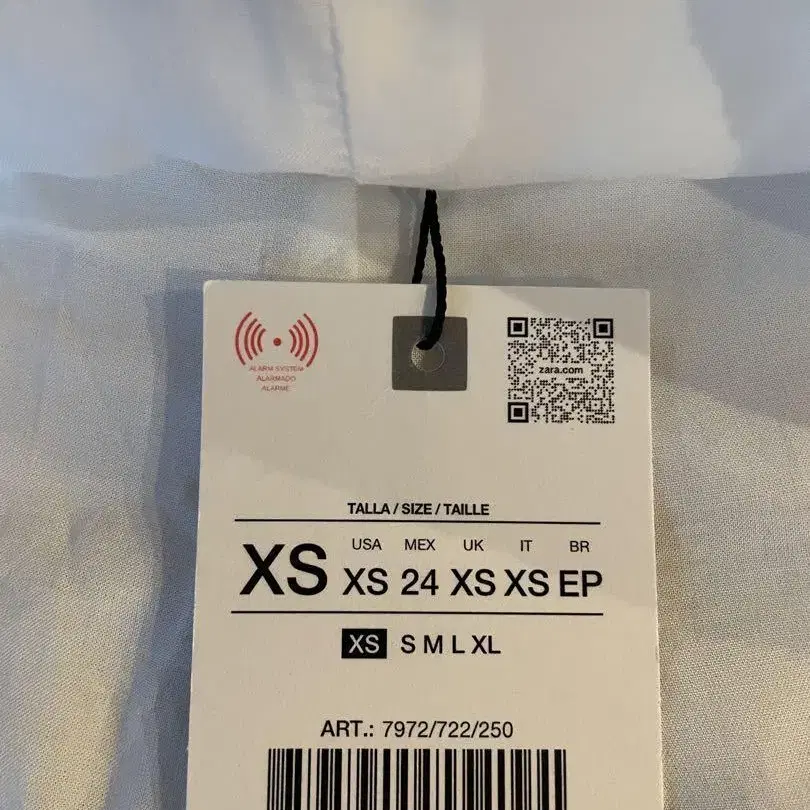 ALARM SYSTEM
ALARMADO
ALARME
zara.com
TALLA / SIZE / TAILLE
USA MEX UK IT BR
XS XS 24 XS XS EP
XS S M L XL
ART.: 7972/722/250